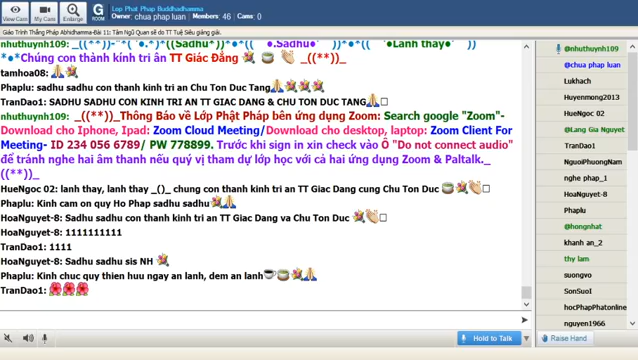 Lep Phat Phap Buddhadhamma
Owner: chua phap luan Members: 46 Cams: 0
View Cam
My Cam
Enlarge
G
ROOM
Giáo Trình Thắng Pháp Abhidhamma-Bài 11: Tâm Ngũ Quan sẽ do TT Tuệ Siêu giảng giải.
nhuthuynh109: _((**))_-*( ´●.*)((Sadhu*)●*●(( ´●.Sadhu●` ))*●*(( ´*●Lanh thay●`
*●*Chúng con thành kính tri ân TT Giác Đẳng _((**))_
tamhoa08:
Phaplu: sadhu sadhu con thanh kinh tri an Chu Ton Duc Tang
TranDao1: SADHU SADHU CON KINH TRI AN TT GIAC DANG & CHU TON DUC TANG
nhuthuynh109: _((**))_Thông Báo về Lớp Phật Pháp bên ứng dụng Zoom: Search google "Zoom"-
Download cho Iphone, Ipad: Zoom Cloud Meeting/Download cho desktop, laptop: Zoom Client For
Meeting- ID 234 056 6789/ PW 778899. Trước khi sign in xin check vào Ô "Do not connect audio"
để tránh nghe hai âm thanh nếu quý vị tham dự lớp học với cả hai ứng dụng Zoom & Paltalk._
((**))_
HueNgoc 02: lanh thay, lanh thay _()_ chung con thanh kinh tri an TT Giac Dang cung Chu Ton Duc
Phaplu: Kinh cam on quy Ho Phap sadhu sadhu
HoaNguyet-8: Sadhu sadhu con thanh kinh tri an TT Giac Dang va Chu Ton Duc
TranDao1: 1111111111
HoaNguyet-8: 1111
HoaNguyet-8: Sadhu sadhu sis NH
Phaplu: Kinh chuc quy thien huu ngay an lanh, dem an lanh
TranDao1:
@nhuthuynh109
@chua phap luan
Lukhach
Huyenmong2013
HueNgoc 02
@Lang Gia Nguyet
TranDao1
NguoiPhuongNam
nghe phap_1
HoaNguyet-8
Phaplu
@hongnhat
khanh an_2
thy lam
suongvo
SonSuoi
hocPhapPhatonline
nguyen1966
Hold to Talk
Raise Hand